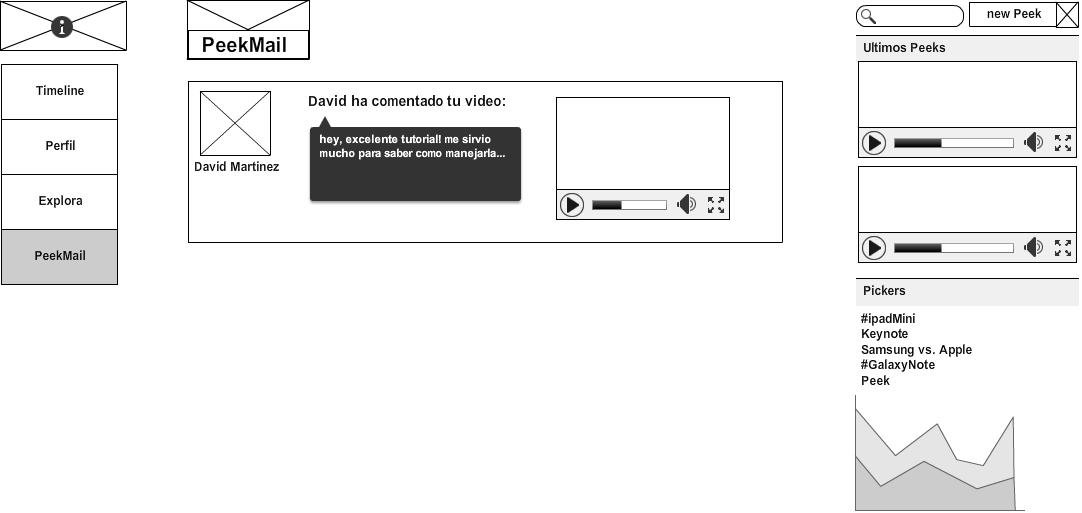 Timeline
Perfil
Explora
PeekMail
PeekMail
David Martinez
David ha comentado tu video:
hey, excelente tutorial! me sirvio
mucho para saber como manejarla...
new Peek
Ultimos Peeks
Pickers
#ipadMini
Keynote
Samsung vs. Apple
#GalaxyNote
Peek